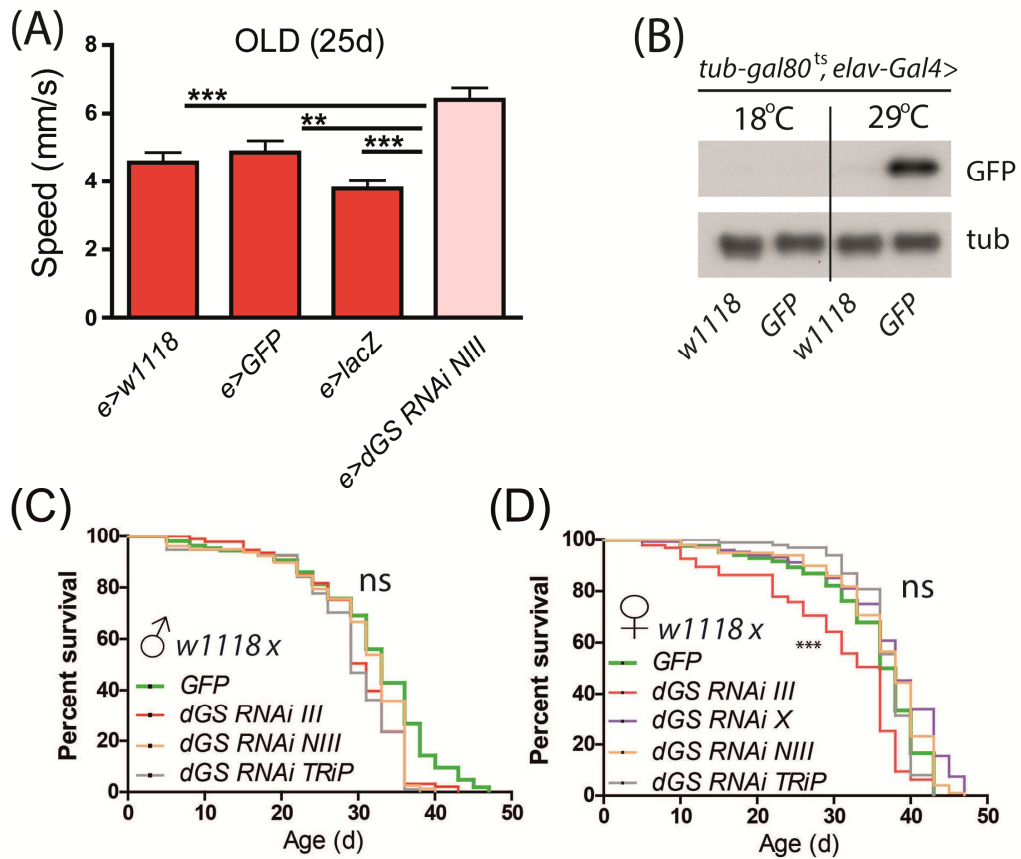 (A)
OLD (25d)
Speed (mm/s)
8
6
4
2
0
***
**
***
e>w1118
e>GFP
e>lacZ
e>dGS RNAi NIII
(B)
tub-gal80ts, elav-Gal4>
18°C 29°C
GFP
tub
w1118 GFP w1118 GFP
(C)
Percent survival
100
80
60
40
20
0
ns
♂ w1118 x
GFP
dGS RNAi III
dGS RNAi NIII
dGS RNAi TRiP
0 10 20 30 40 50
Age (d)
(D)
Percent survival
100
80
60
40
20
0
ns
♀ w1118 x
***
GFP
dGS RNAi III
dGS RNAi X
dGS RNAi NIII
dGS RNAi TRiP
0 10 20 30 40 50
Age (d)